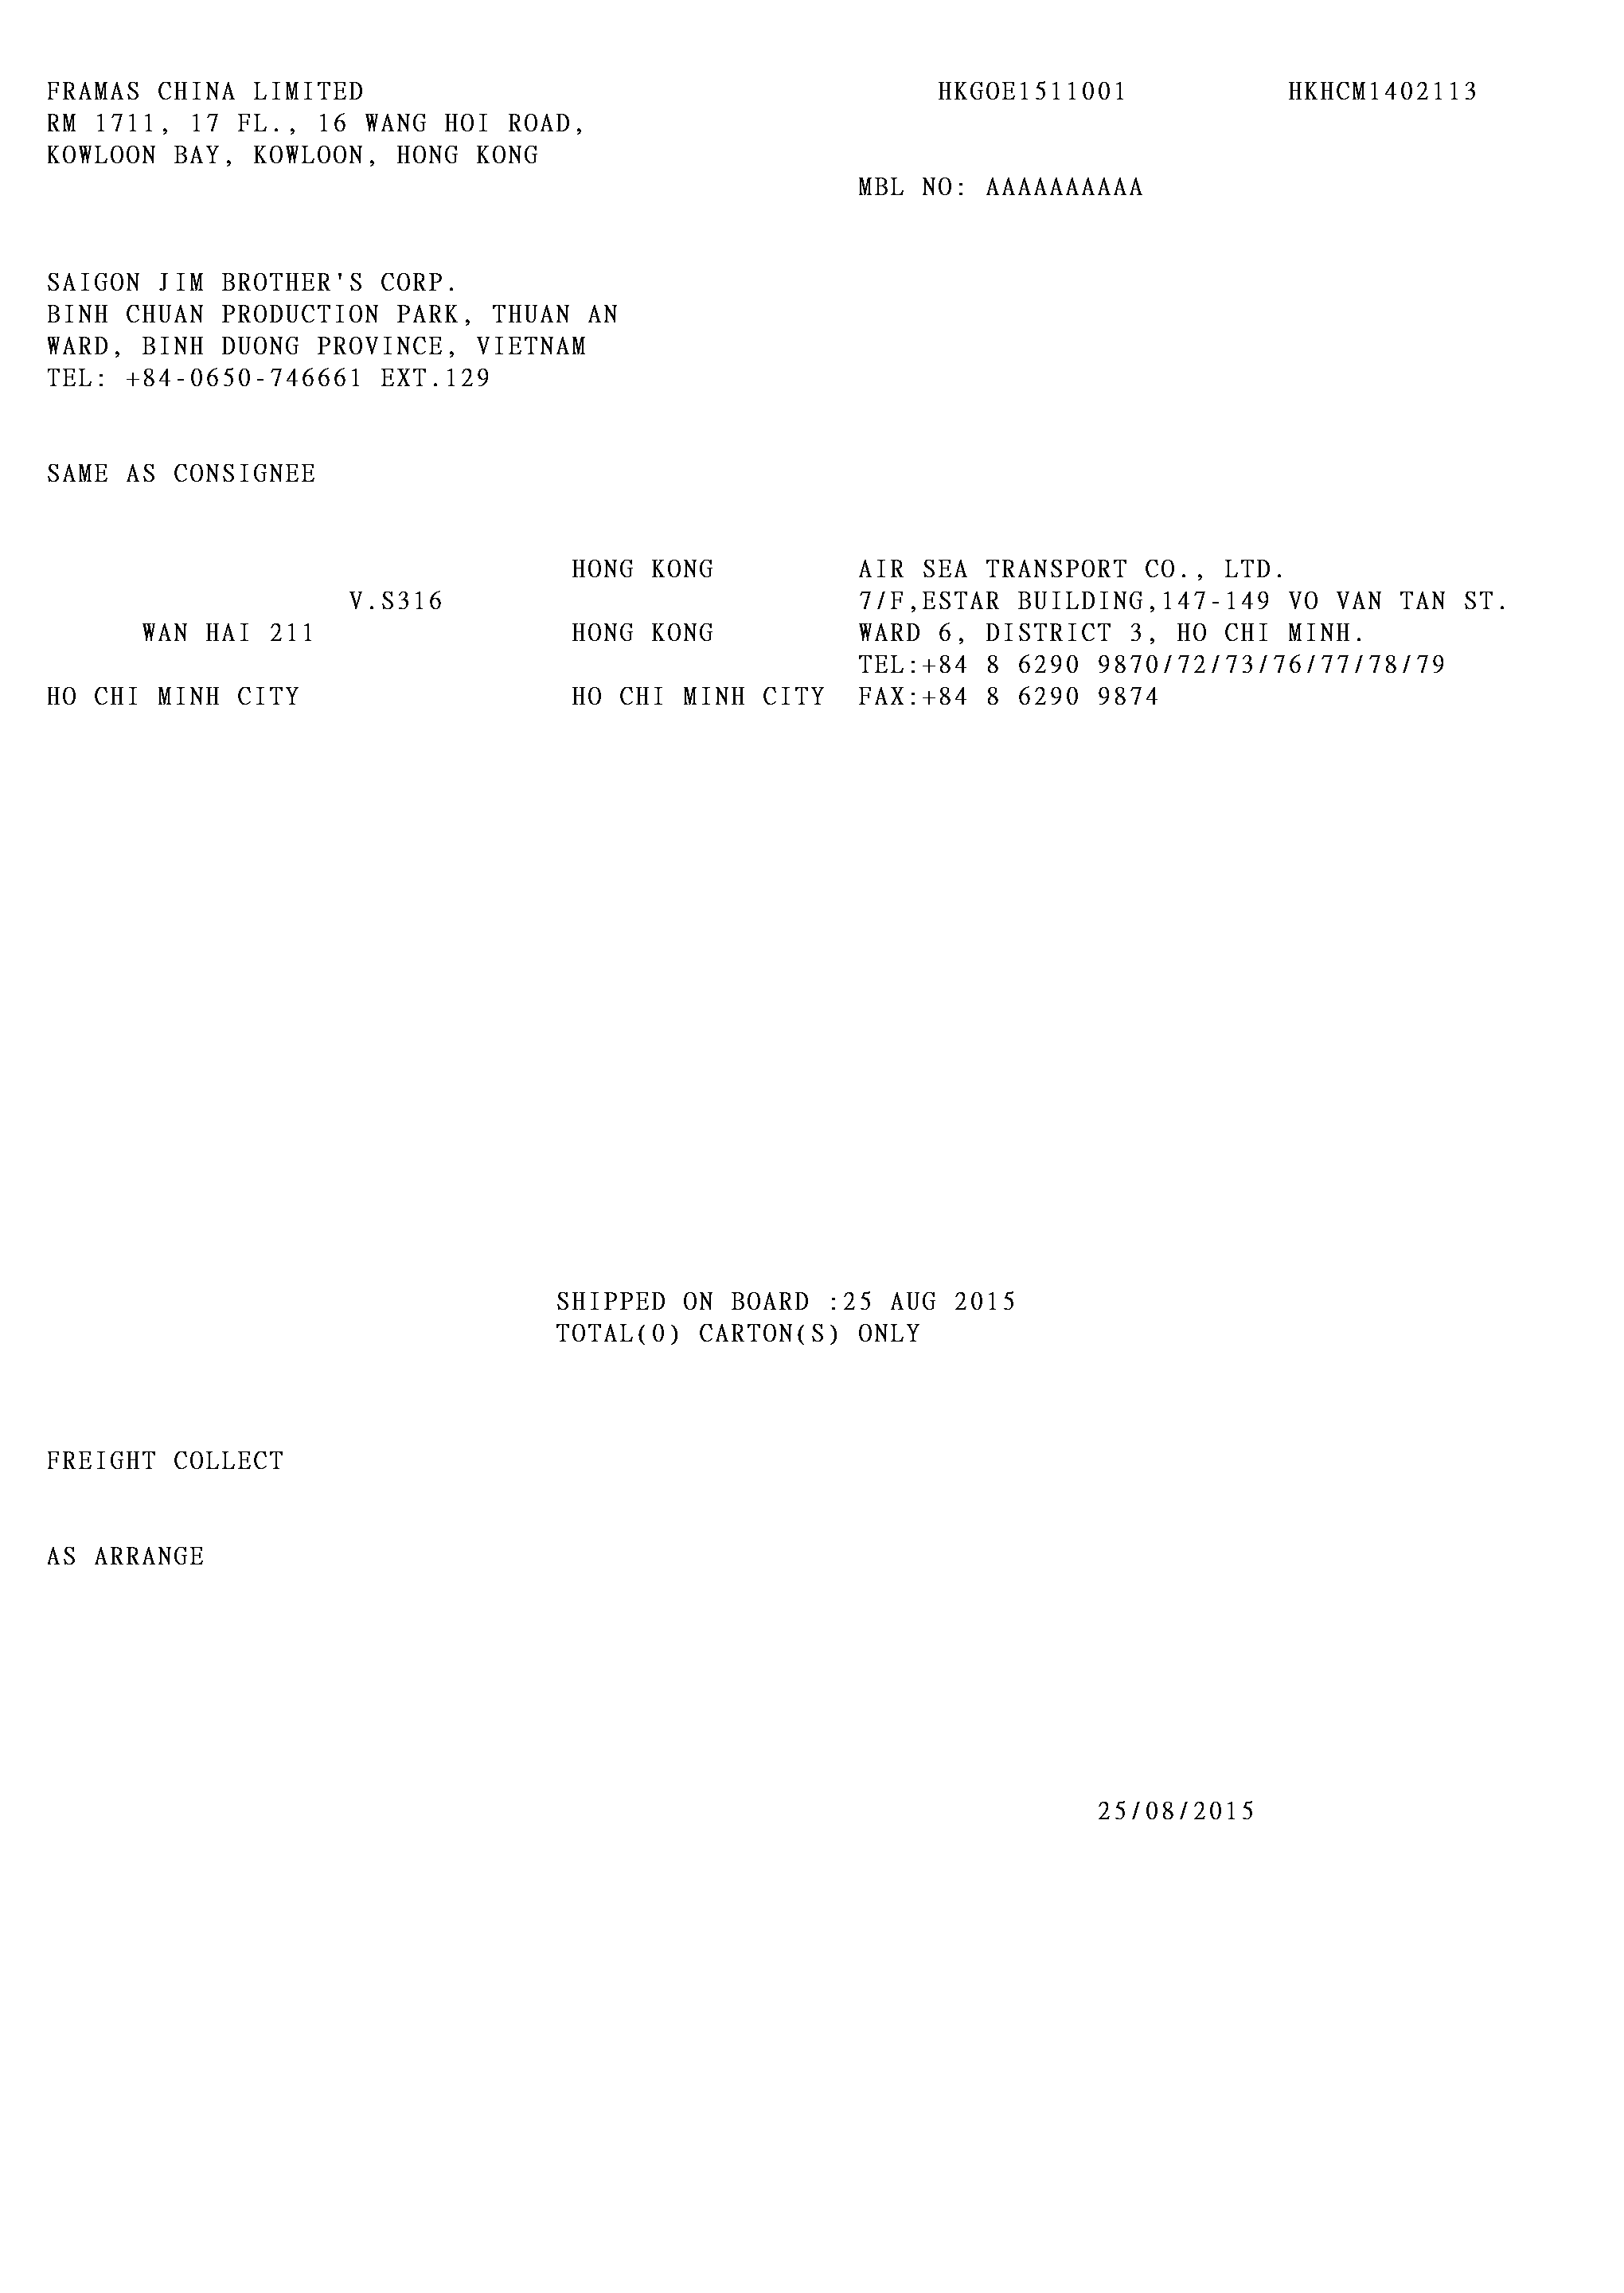 FRAMAS CHINA LIMITED HKGOE1511001 HKHCM1402113
RM 1711, 17 FL., 16 WANG HOI ROAD,
KOWLOON BAY, KOWLOON, HONG KONG
MBL NO: AAAAAAAAAA
SAIGON JIM BROTHER'S CORP.
BINH CHUAN PRODUCTION PARK, THUAN AN
WARD, BINH DUONG PROVINCE, VIETNAM
TEL: +84-0650-746661 EXT.129
SAME AS CONSIGNEE
HONG KONG AIR SEA TRANSPORT CO., LTD.
V.S316 7/F,ESTAR BUILDING,147-149 VO VAN TAN ST.
WAN HAI 211 HONG KONG WARD 6, DISTRICT 3, HO CHI MINH.
TEL:+84 8 6290 9870/72/73/76/77/78/79
HO CHI MINH CITY HO CHI MINH CITY FAX:+84 8 6290 9874
SHIPPED ON BOARD :25 AUG 2015
TOTAL(0) CARTON(S) ONLY
FREIGHT COLLECT
AS ARRANGE
25/08/2015